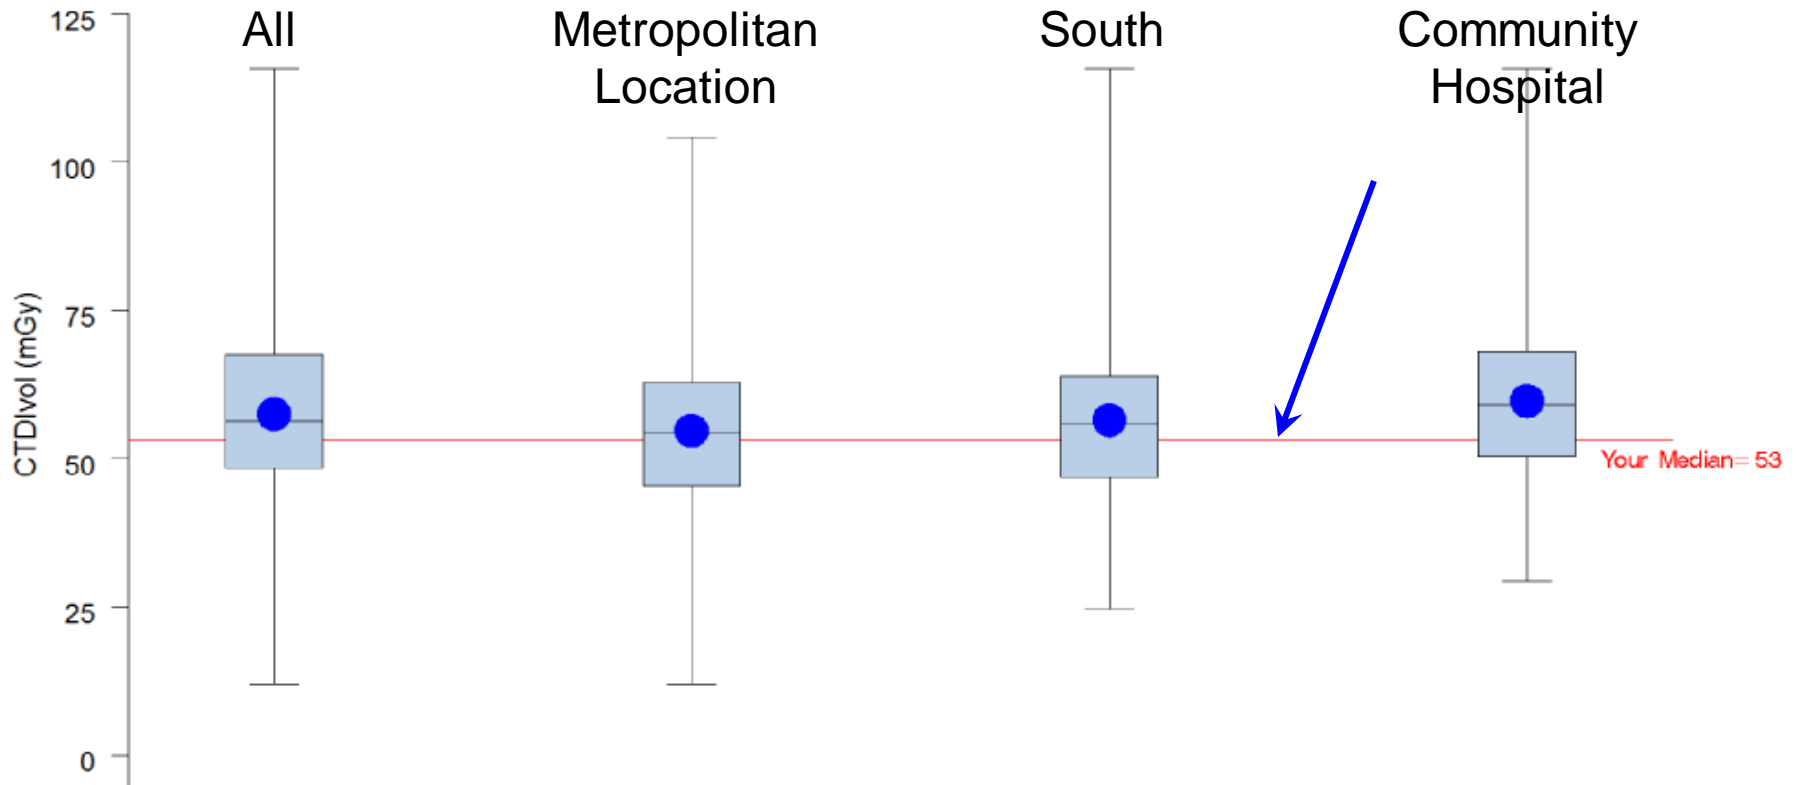 All
Metropolitan
Location
South
Community
Hospital
125
100
75
50
25
0
CTDIvol (mGy)
Your Median= 53